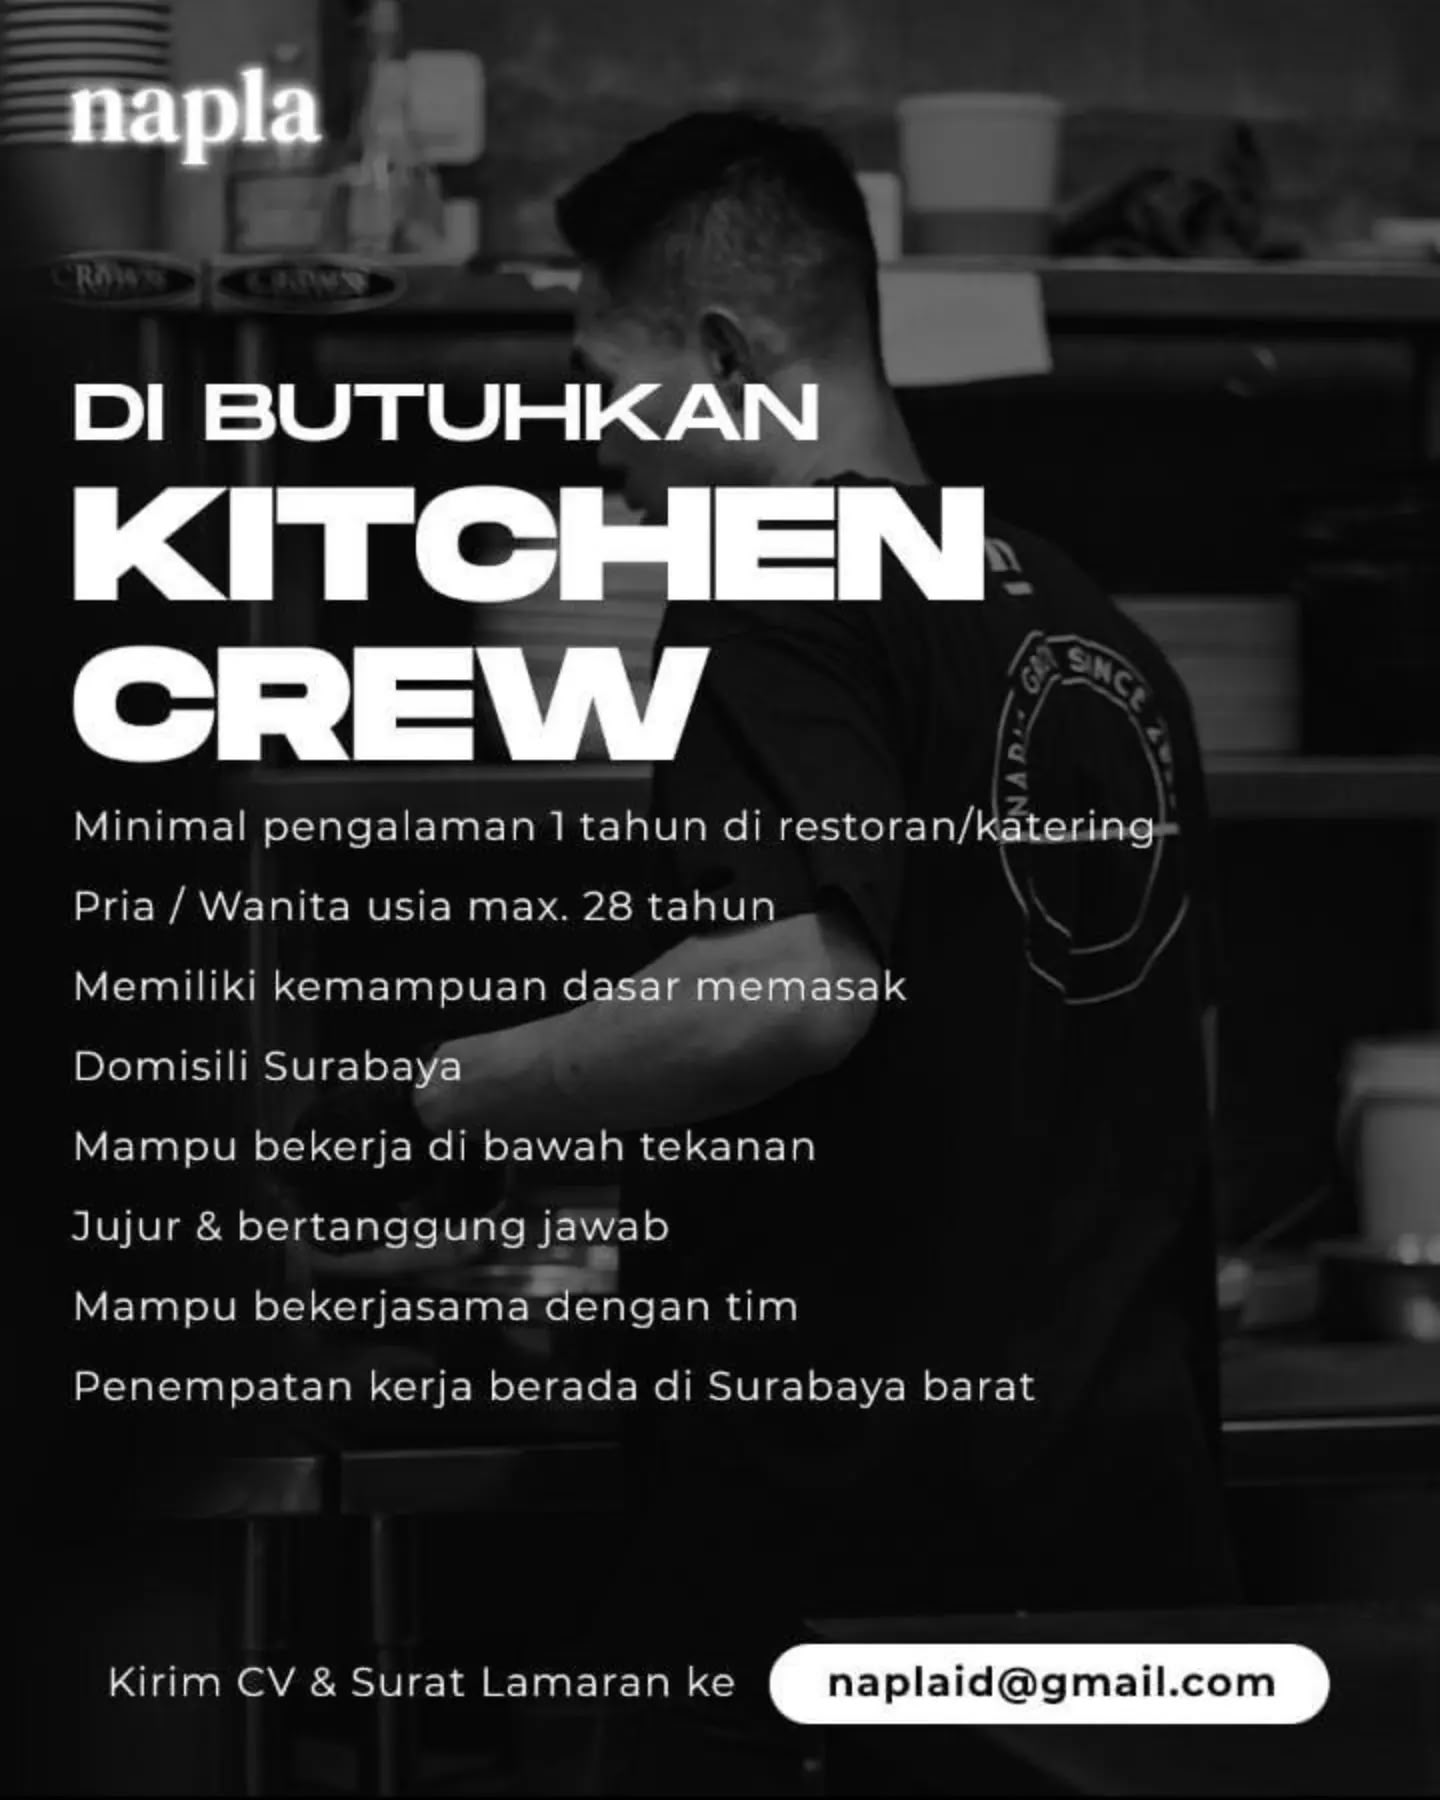 napla
CROWN
DI BUTUHKAN
KITCHEN
CREW
SINCE
Minimal pengalaman 1 tahun di restoran/katering
Pria / Wanita usia max. 28 tahun
Memiliki kemampuan dasar memasak
Domisili Surabaya
Mampu bekerja di bawah tekanan
Jujur & bertanggung jawab
Mampu bekerjasama dengan tim
Penempatan kerja berada di Surabaya barat
Kirim CV & Surat Lamaran ke naplaid@gmail.com